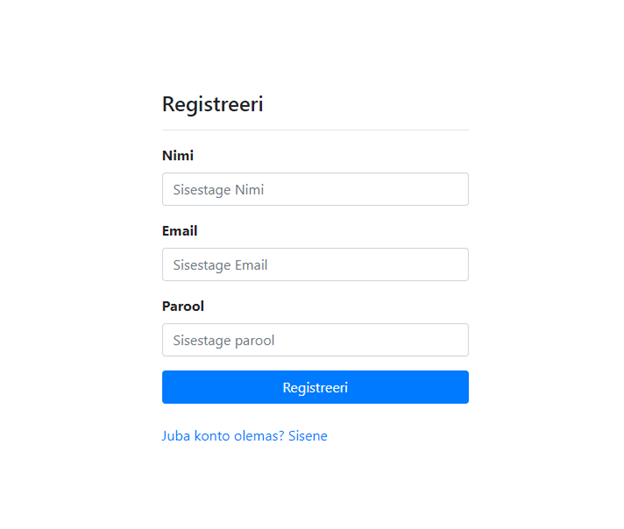 Registreeri
Nimi
Sisestage Nimi
Email
Sisestage Email
Parool
Sisestage parool
Registreeri
Juba konto olemas? Sisene